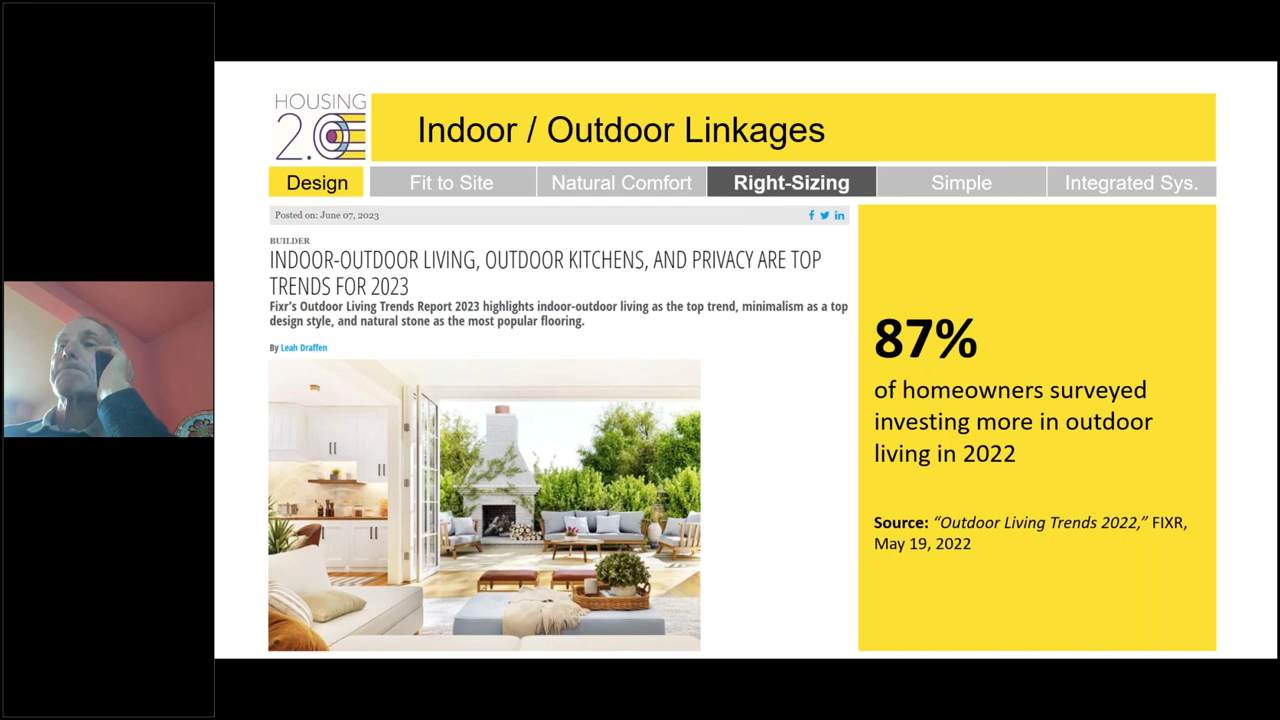 HOUSING
2.0
Indoor / Outdoor Linkages
Design
Fit to Site
Natural Comfort
Right-Sizing
Simple
Integrated Sys.
Posted on: June 07, 2023
BUILDER
INDOOR-OUTDOOR LIVING, OUTDOOR KITCHENS, AND PRIVACY ARE TOP
TRENDS FOR 2023
Fixr's Outdoor Living Trends Report 2023 highlights indoor-outdoor living as the top trend, minimalism as a top
design style, and natural stone as the most popular flooring.
By Leah Draffen
87%
of homeowners surveyed
investing more in outdoor
living in 2022
Source: “Outdoor Living Trends 2022,” FIXR,
May 19, 2022